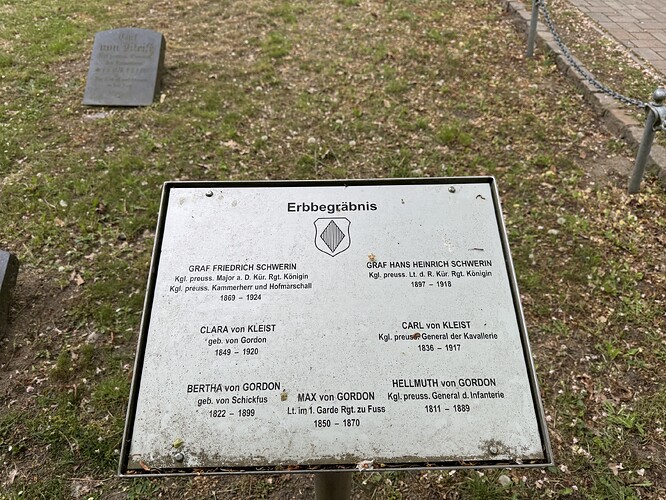 Erbbegräbnis
GRAF FRIEDRICH SCHWERIN
Kgl. preuss. Major a. D. Kür. Rgt. Königin
Kgl. preuss. Kammerherr und Hofmarschall
1869 – 1924
GRAF HANS HEINRICH SCHWERIN
Kgl. preuss. Lt. d. R. Kür. Rgt. Königin
1897 – 1918
CLARA von KLEIST
geb. von Gordon
1849 – 1920
CARL von KLEIST
Kgl. preuss. General der Kavallerie
1836 – 1917
BERTHA von GORDON
geb. von Schickfus
1822 – 1899
MAX von GORDON
Lt. im 1. Garde Rgt. zu Fuss
1850 – 1870
HELLMUTH von GORDON
Kgl. preuss. General d. Infanterie
1811 – 1889